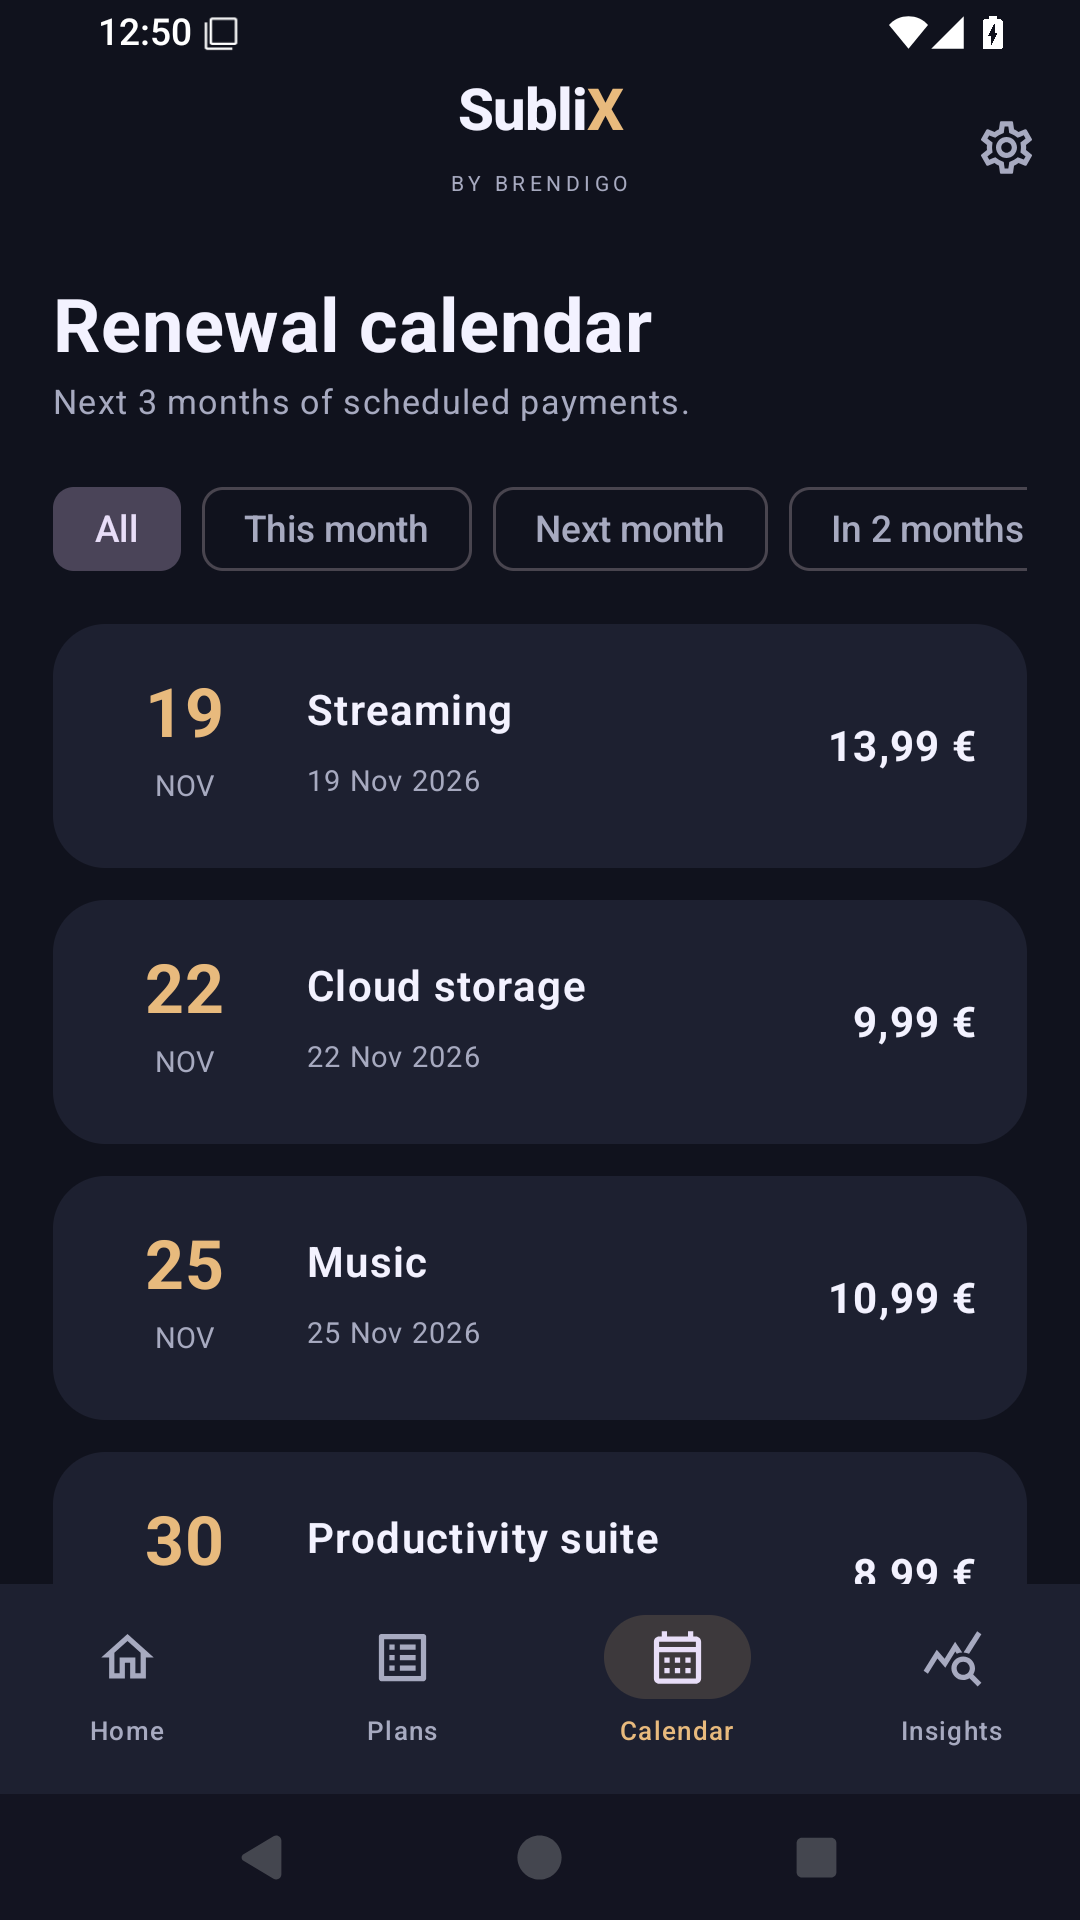 12:50
SubliX
BY BRENDIGO
Renewal calendar
Next 3 months of scheduled payments.
All
This month
Next month
In 2 months
19
NOV
Streaming
19 Nov 2026
13,99 €
22
NOV
Cloud storage
22 Nov 2026
9,99 €
25
NOV
Music
25 Nov 2026
10,99 €
30
Productivity suite
8,99 €
Home
Plans
Calendar
Insights